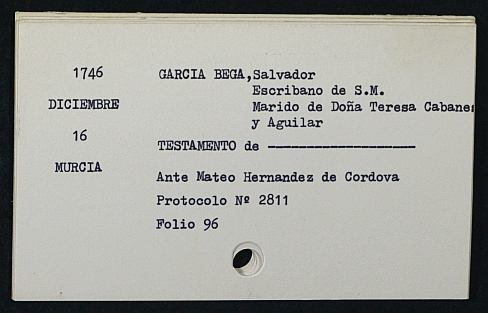 1746
GARCIA BEGA,Salvador
Escribano de S.M.
DICIEMBRE
Marido de Doña Teresa Cabanes
y Aguilar
16
TESTAMENTO de -------------------
MURCIA
Ante Mateo Hernandez de Cordova
Protocolo Nº 2811
Folio 96